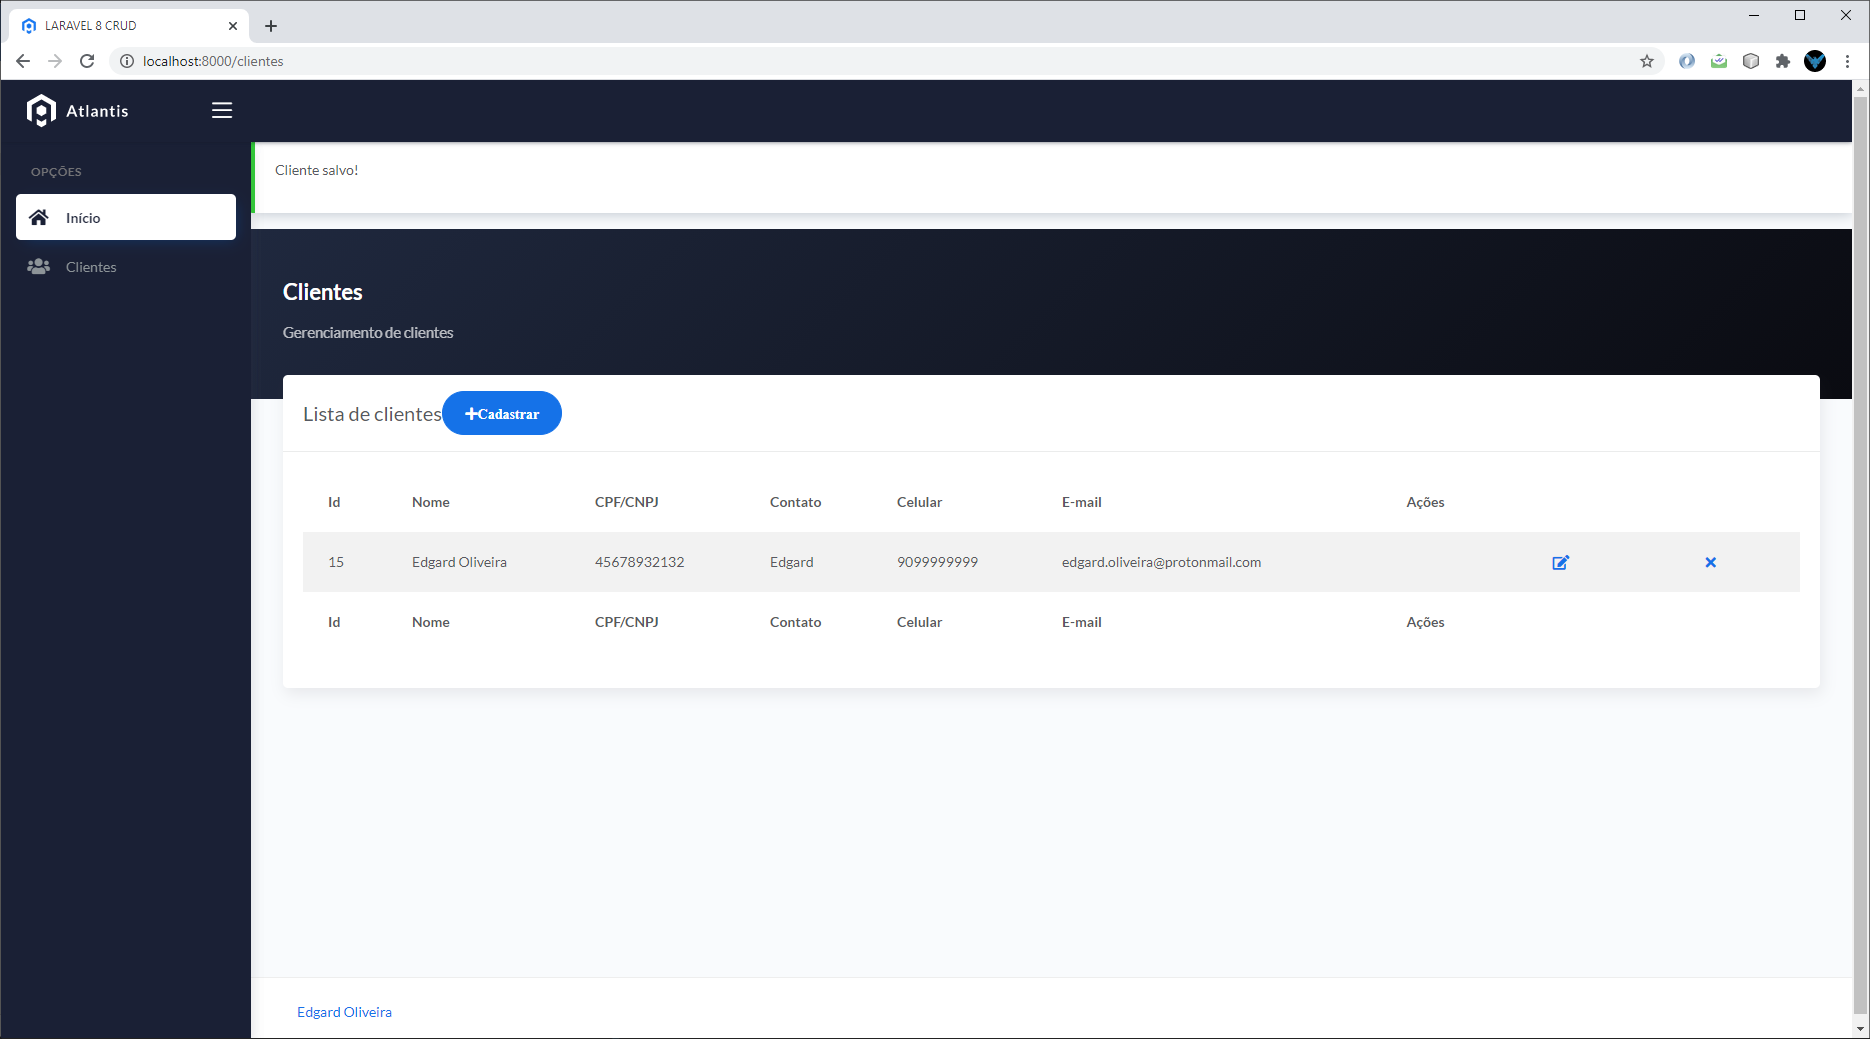 LARAVEL 8 CRUD
localhost:8000/clientes
Atlantis
OPÇÕES
Início
Clientes
Cliente salvo!
Clientes
Gerenciamento de clientes
Lista de clientes Cadastrar
Id Nome CPF/CNPJ Contato Celular E-mail Ações
15 Edgard Oliveira 45678932132 Edgard 9099999999 edgard.oliveira@protonmail.com
Id Nome CPF/CNPJ Contato Celular E-mail Ações
Edgard Oliveira